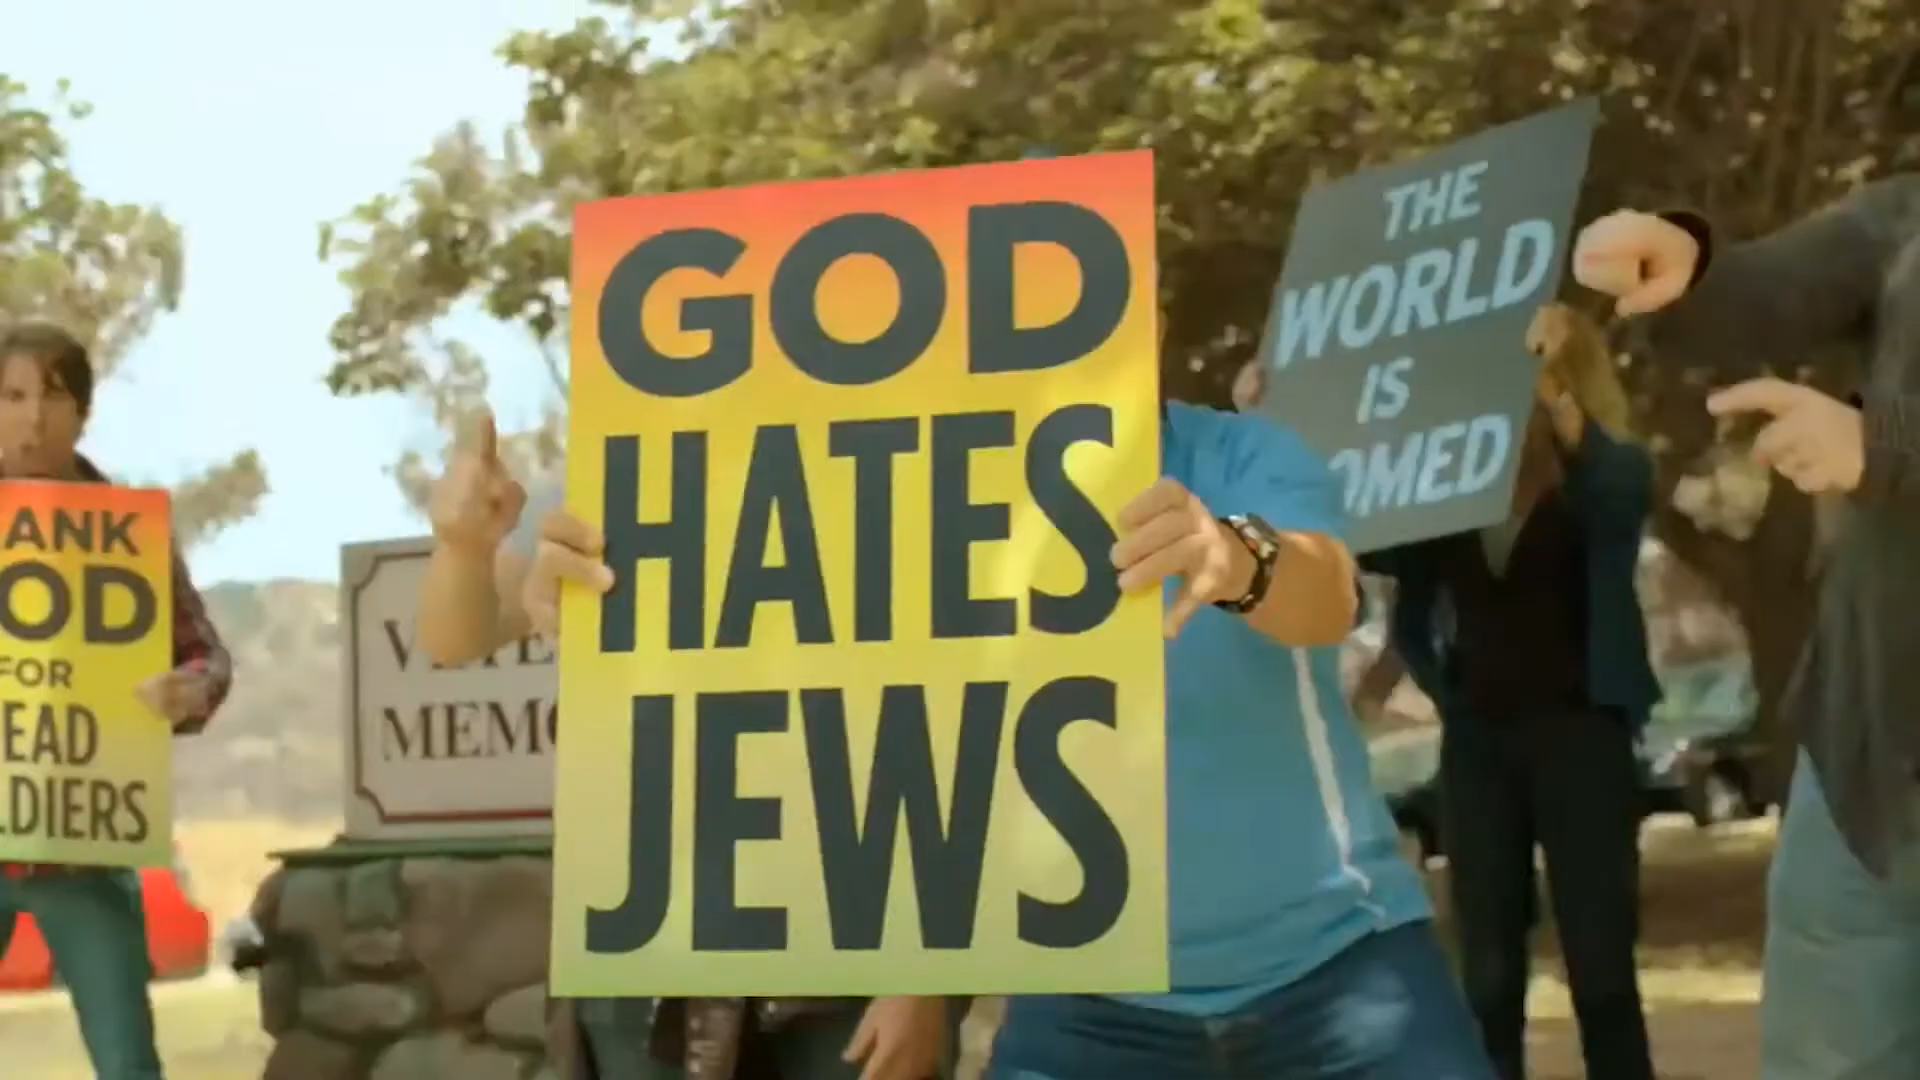 GOD
HATES
JEWS
THE
WORLD
IS
OMED
ANK
OD
FOR
EAD
LDIERS
MEMO